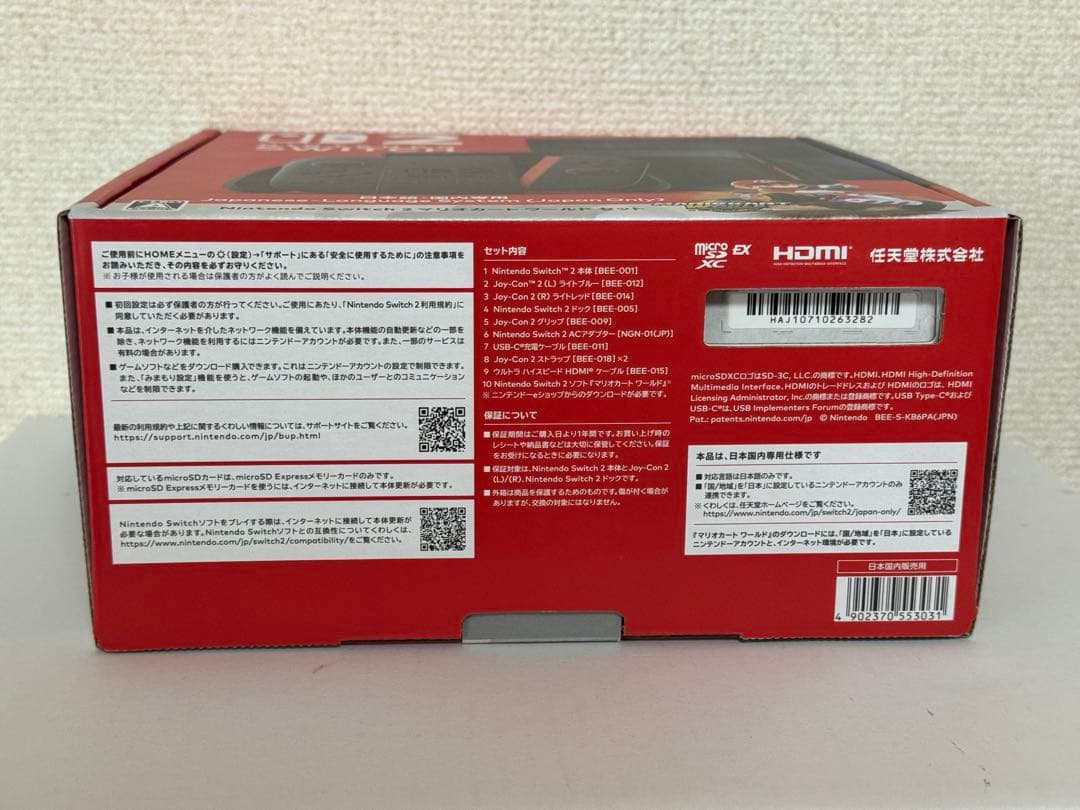 Japanese-Language System (Japan Only)
Nintendo Switch 2 マリオカート ワールド セット
ご使用前にHOMEメニューの(設定)→「サポート」にある「安全に使用するために」の注意事項を
お読みいただき、その内容を必ずお守りください。
※お子様が使用される場合は保護者の方がよく読んでご説明ください。
■初回設定は必ず保護者の方が行ってください。ご使用にあたり、「Nintendo Switch 2 利用規約」に
同意していただく必要があります。
■本品は、インターネットを介したネットワーク機能を備えています。本体機能の自動更新などの一部を
除き、ネットワーク機能を利用するにはニンテンドーアカウントが必要です。また、一部のサービスは
有料の場合があります。
■ゲームソフトなどをダウンロード購入できます。これはニンテンドーアカウントの設定で制限できます。
また、「みまもり設定」機能を使うと、ゲームソフトの起動や、ほかのユーザーとのコミュニケーション
などを制限できます。
最新の利用規約や上記に関するくわしい情報については、サポートサイトをご覧ください。
https://support.nintendo.com/jp/bup.html
対応しているmicroSDカードは、microSD Expressメモリーカードのみです。
※microSD Expressメモリーカードを使うには、インターネットに接続して本体更新が必要です。
Nintendo Switchソフトをプレイする際は、インターネットに接続して本体更新が
必要な場合があります。Nintendo Switchソフトとの互換性についてくわしくは、
https://www.nintendo.com/jp/switch2/compatibility/をご覧ください。
セット内容
1 Nintendo Switch™ 2 本体 [BEE-001]
2 Joy-Con™ 2 (L) ライトブルー [BEE-012]
3 Joy-Con 2 (R) ライトレッド [BEE-014]
4 Nintendo Switch 2 ドック [BEE-005]
5 Joy-Con 2 グリップ [BEE-009]
6 Nintendo Switch 2 ACアダプター [NGN-01(JP)]
7 USB-C®充電ケーブル [BEE-011]
8 Joy-Con 2 ストラップ [BEE-018] ×2
9 ウルトラ ハイスピード HDMI® ケーブル [BEE-015]
10 Nintendo Switch 2 ソフト『マリオカート ワールド』※
※ニンテンドーeショップからのダウンロードが必要です。
保証について
■保証期間はご購入日より1年間です。お買い上げ時の
レシートや納品書などは大切に保管してください。保証
をお受けになるときに必要になります。
■保証対象は、Nintendo Switch 2 本体とJoy-Con 2
(L)/(R)、Nintendo Switch 2 ドックです。
■外箱は商品を保護するためのものです。傷が付く場合が
ありますが、交換の対象にはなりません。
micro SD XC EX HDMI 任天堂株式会社
HIGH-DEFINITION MULTIMEDIA INTERFACE
HAJ10710263282
microSDXCロゴはSD-3C, LLC.の商標です。HDMI、HDMI High-Definition
Multimedia Interface、HDMIのトレードドレスおよび HDMIのロゴは、HDMI
Licensing Administrator, Inc.の商標または登録商標です。USB Type-C®および
USB-C®は、USB Implementers Forumの登録商標です。
Pat.: patents.nintendo.com/jp © Nintendo BEE-S-KB6PA(JPN)
本品は、日本国内専用仕様です
■対応言語は日本語のみです。
■「国/地域」を「日本」に設定しているニンテンドーアカウントのみ
連携できます。
※くわしくは、任天堂ホームページをご覧ください。
https://www.nintendo.com/jp/switch2/japan-only/
『マリオカート ワールド』のダウンロードには、「国/地域」を「日本」に設定している
ニンテンドーアカウントと、インターネット環境が必要です。
日本国内販売用
4 902370 553031